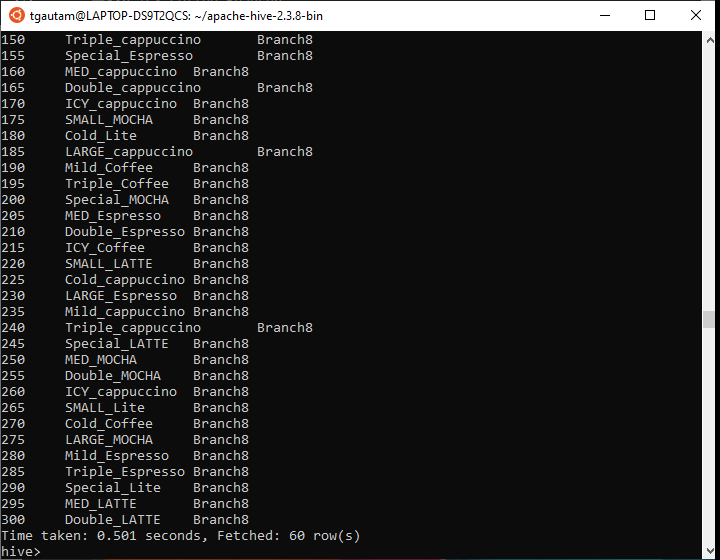 tgautam@LAPTOP-DS9T2QCS: ~/apache-hive-2.3.8-bin
150 Triple_cappuccino Branch8
155 Special_Espresso Branch8
160 MED_cappuccino Branch8
165 Double_cappuccino Branch8
170 ICY_cappuccino Branch8
175 SMALL_MOCHA Branch8
180 Cold_Lite Branch8
185 LARGE_cappuccino Branch8
190 Mild_Coffee Branch8
195 Triple_Coffee Branch8
200 Special_MOCHA Branch8
205 MED_Espresso Branch8
210 Double_Espresso Branch8
215 ICY_Coffee Branch8
220 SMALL_LATTE Branch8
225 Cold_cappuccino Branch8
230 LARGE_Espresso Branch8
235 Mild_cappuccino Branch8
240 Triple_cappuccino Branch8
245 Special_LATTE Branch8
250 MED_MOCHA Branch8
255 Double_MOCHA Branch8
260 ICY_cappuccino Branch8
265 SMALL_Lite Branch8
270 Cold_Coffee Branch8
275 LARGE_MOCHA Branch8
280 Mild_Espresso Branch8
285 Triple_Espresso Branch8
290 Special_Lite Branch8
295 MED_LATTE Branch8
300 Double_LATTE Branch8
Time taken: 0.501 seconds, Fetched: 60 row(s)
hive>